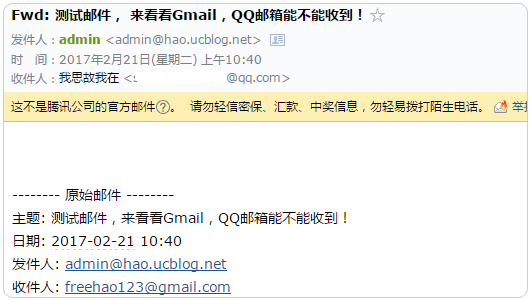 Fwd: 测试邮件，来看看Gmail，QQ邮箱能不能收到！☆
发件人：admin <admin@hao.ucblog.net>
时　间：2017年2月21日(星期二) 上午10:40
收件人：我思故我在 <s @qq.com>
这不是腾讯公司的官方邮件?。 请勿轻信密保、汇款、中奖信息，勿轻易拨打陌生电话。
-------- 原始邮件 --------
主题: 测试邮件，来看看Gmail，QQ邮箱能不能收到！
日期: 2017-02-21 10:40
发件人: admin@hao.ucblog.net
收件人: freehao123@gmail.com